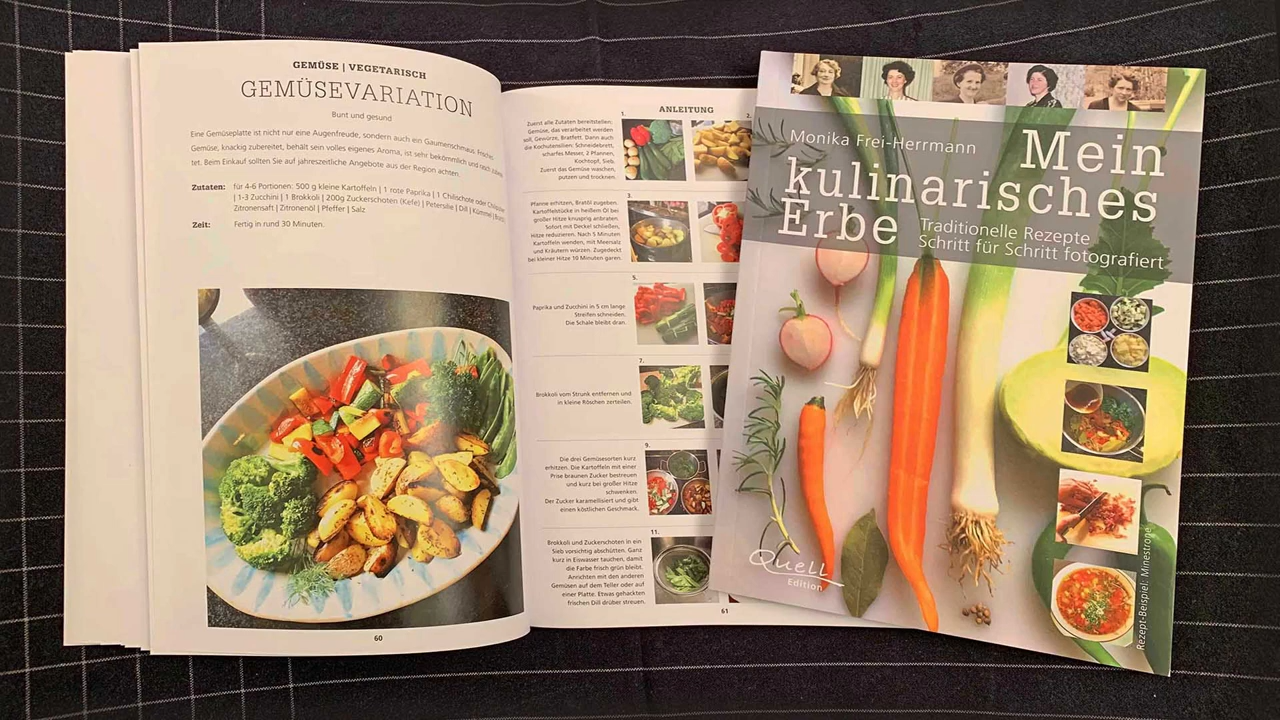 GEMÜSE | VEGETARISCH
GEMÜSEVARIATION
Bunt und gesund
Eine Gemüseplatte ist nicht nur eine Augenfreude, sondern auch ein Gaumenschmaus. Frisches
Gemüse, knackig zubereitet, behält sein volles eigenes Aroma, ist sehr bekömmlich und rasch zuberei
tet. Beim Einkauf sollten Sie auf jahreszeitliche Angebote aus der Region achten.
Zutaten: für 4-6 Portionen: 500 g kleine Kartoffeln | 1 rote Paprika | 1 Chilischote oder
| 1-3 Zucchini | 1 Brokkoli | 200g Zuckerschoten (Kefe) | Petersilie | Dill | Kümmel |
Zitronensaft | Zitronenöl | Pfeffer | Salz
Zeit: Fertig in rund 30 Minuten.
60
ANLEITUNG
1.
2.
Zuerst alle Zutaten bereitstellen:
Gemüse, das verarbeitet werden
soll, Gewürze, Bratfett. Dann auch
die Kochutensilien: Schneidebrett,
scharfes Messer, 2 Pfannen,
Kochtopf, Sieb.
Zuerst das Gemüse waschen,
putzen und trocknen.
3.
Pfanne erhitzen, Bratöl zugeben.
Kartoffelstücke in heißem Öl bei
großer Hitze knusprig anbraten.
Sofort mit Deckel schließen,
Hitze reduzieren. Nach 5 Minuten
Kartoffeln wenden, mit Meersalz
und Kräutern würzen. Zugedeckt
bei kleiner Hitze 10 Minuten garen.
5.
Paprika und Zucchini in 5 cm lange
Streifen schneiden.
Die Schale bleibt dran.
7.
Brokkoli vom Strunk entfernen und
in kleine Röschen zerteilen.
9.
Die drei Gemüsesorten kurz
erhitzen. Die Kartoffeln mit einer
Prise braunen Zucker bestreuen
und kurz bei großer Hitze
schwenken.
Der Zucker karamellisiert und gibt
einen köstlichen Geschmack.
11.
Brokkoli und Zuckerschoten in ein
Sieb vorsichtig abschütten. Ganz
kurz in Eiswasser tauchen, damit
die Farbe frisch grün bleibt.
Anrichten mit den anderen
Gemüsen auf dem Teller oder auf
einer Platte. Etwas gehackten
frischen Dill drüber streuen.
61
Monika Frei-Herrmann
Mein
kulinarisches
Erbe
Traditionelle Rezepte
Schritt für Schritt fotografiert
Quell
Edition
Rezept-Beispiel: Minestrone